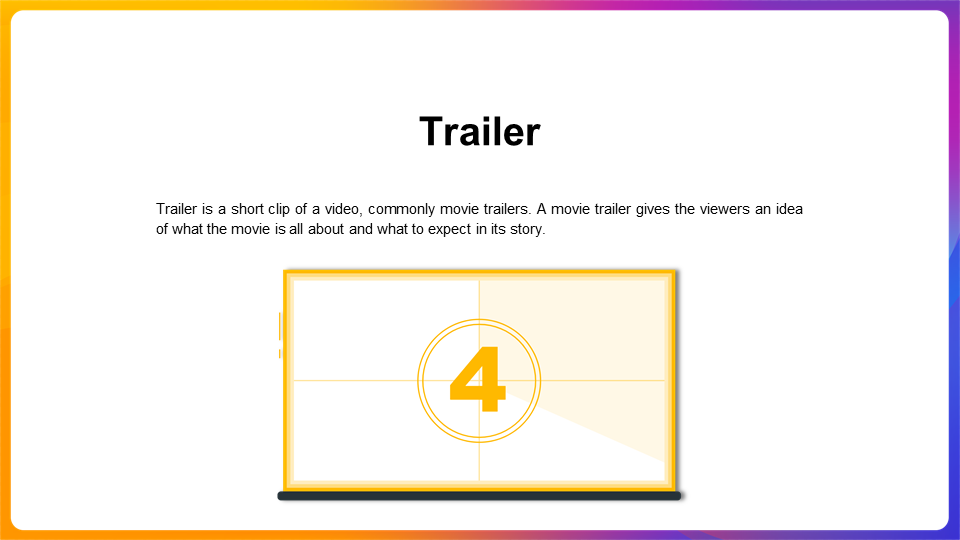 Trailer
Trailer is a short clip of a video, commonly movie trailers. A movie trailer gives the viewers an idea
of what the movie is all about and what to expect in its story.
4